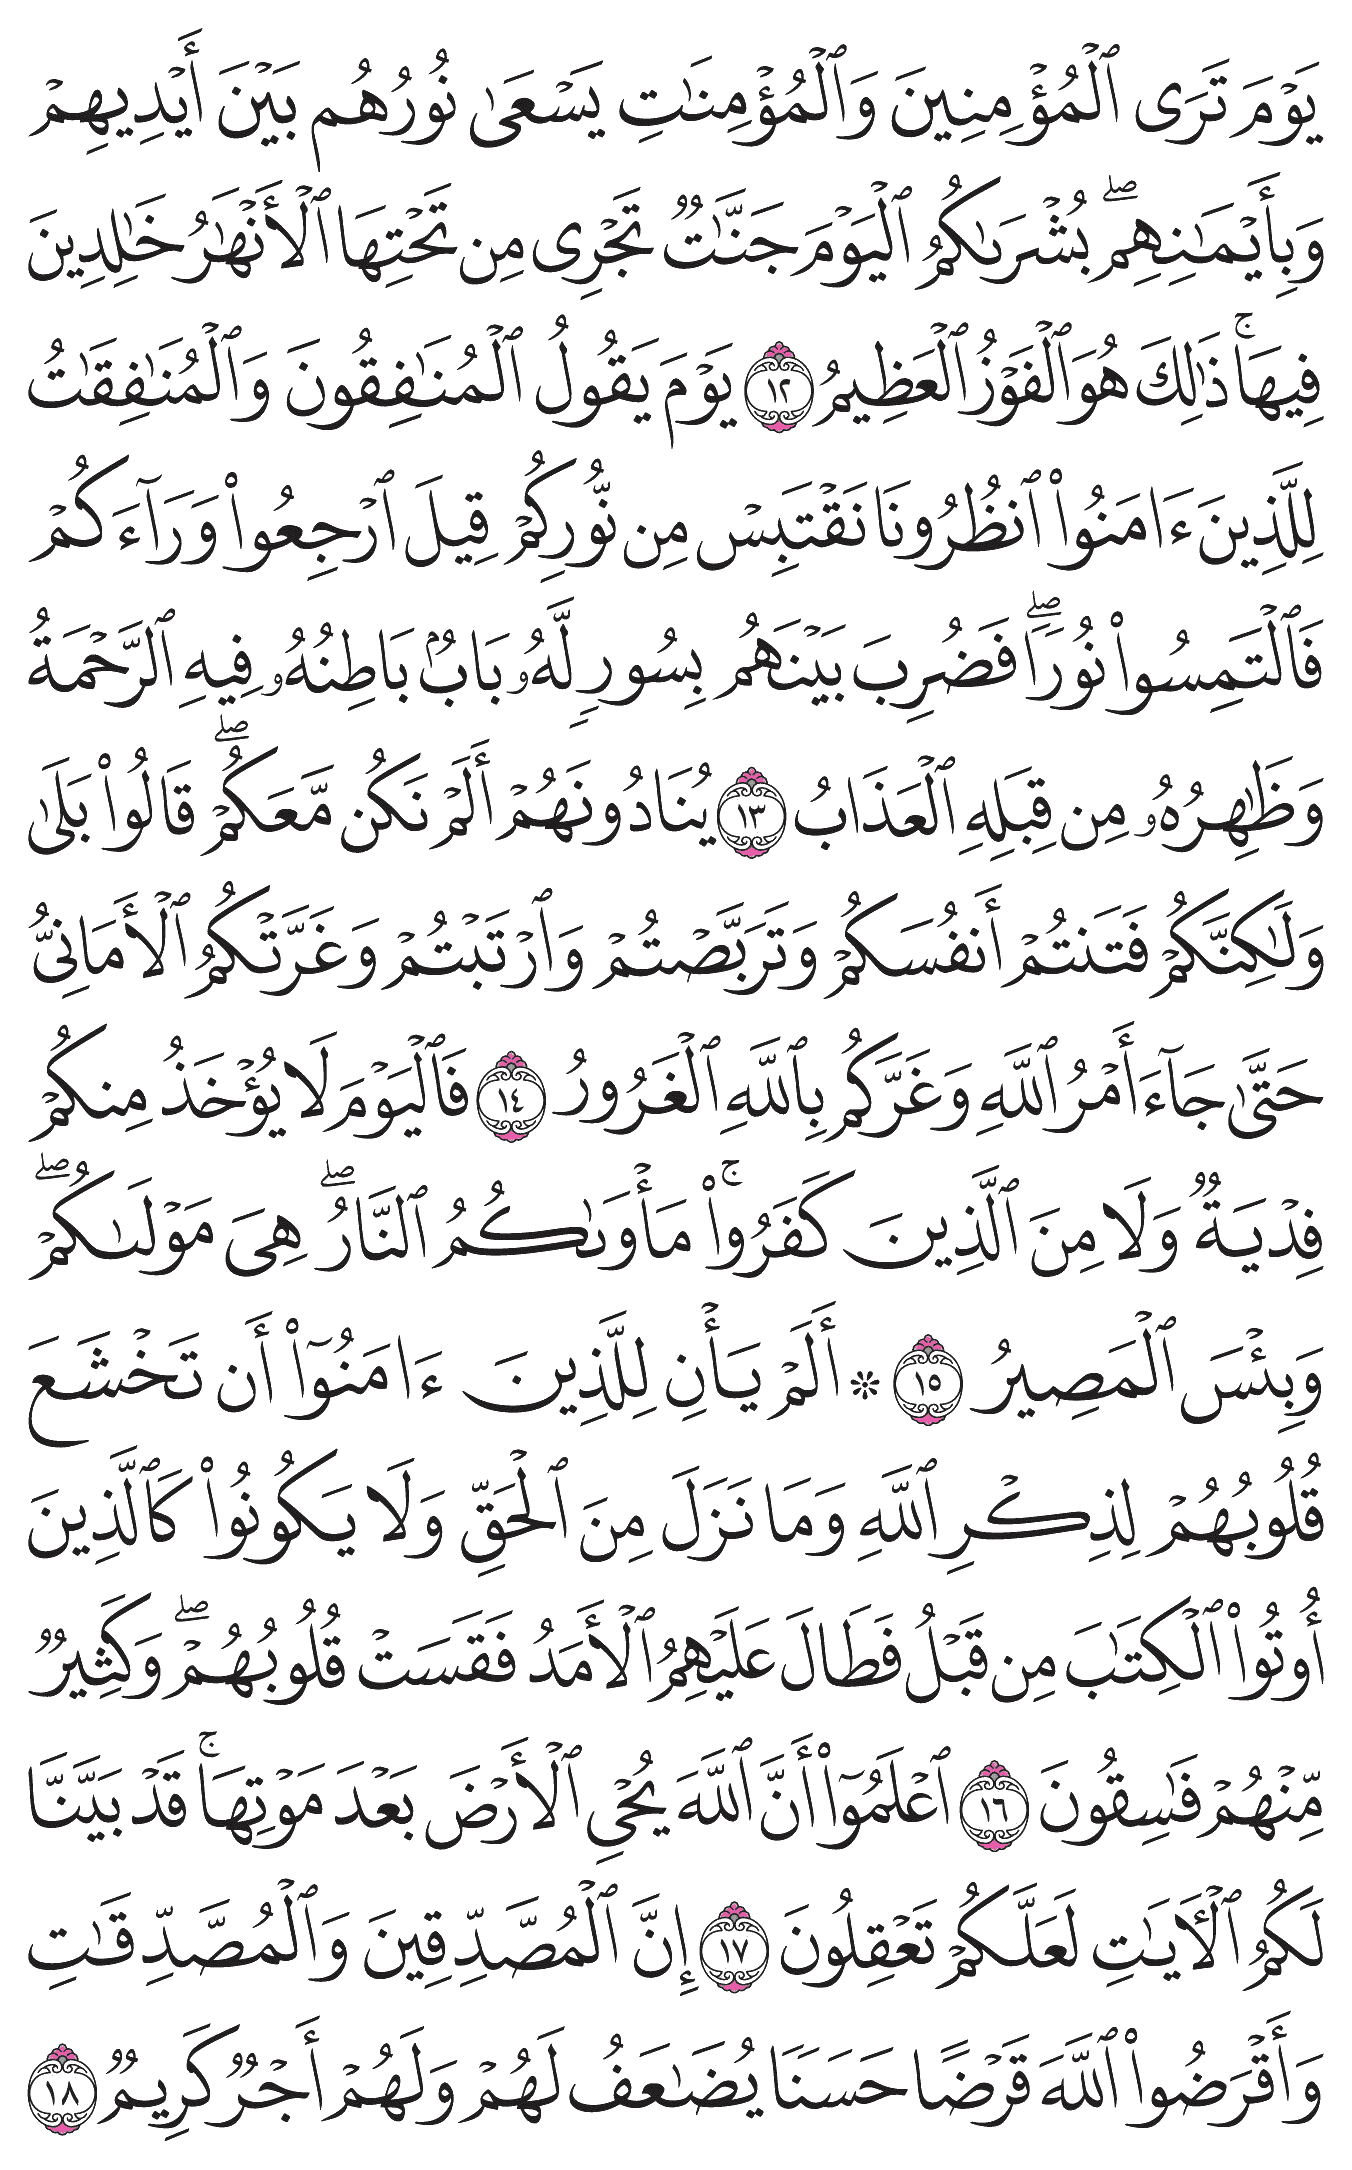 يَوْمَ تَرَى ٱلْمُؤْمِنِينَ وَٱلْمُؤْمِنَٰتِ يَسْعَىٰ نُورُهُم بَيْنَ أَيْدِيهِمْ
وَبِأَيْمَٰنِهِمۖ بُشْرَىٰكُمُ ٱلْيَوْمَ جَنَّٰتٞ تَجْرِي مِن تَحْتِهَا ٱلْأَنْهَٰرُ خَٰلِدِينَ
فِيهَاۚ ذَٰلِكَ هُوَ ٱلْفَوْزُ ٱلْعَظِيمُ ١٢ يَوْمَ يَقُولُ ٱلْمُنَٰفِقُونَ وَٱلْمُنَٰفِقَٰتُ
لِلَّذِينَ ءَامَنُوا۟ ٱنظُرُونَا نَقْتَبِسْ مِن نُّورِكُمْ قِيلَ ٱرْجِعُوا۟ وَرَآءَكُمْ
فَٱلْتَمِسُوا۟ نُورٗاۖ فَضُرِبَ بَيْنَهُم بِسُورٖ لَّهُۥ بَابُۢ بَاطِنُهُۥ فِيهِ ٱلرَّحْمَةُ
وَظَٰهِرُهُۥ مِن قِبَلِهِ ٱلْعَذَابُ ١٣ يُنَادُونَهُمْ أَلَمْ نَكُن مَّعَكُمْۖ قَالُوا۟ بَلَىٰ
وَلَٰكِنَّكُمْ فَتَنتُمْ أَنفُسَكُمْ وَتَرَبَّصْتُمْ وَٱرْتَبْتُمْ وَغَرَّتْكُمُ ٱلْأَمَانِيُّ
حَتَّىٰ جَآءَ أَمْرُ ٱللَّهِ وَغَرَّكُم بِٱللَّهِ ٱلْغَرُورُ ١٤ فَٱلْيَوْمَ لَا يُؤْخَذُ مِنكُمْ
فِدْيَةٞ وَلَا مِنَ ٱلَّذِينَ كَفَرُوا۟ۚ مَأْوَىٰكُمُ ٱلنَّارُۖ هِيَ مَوْلَىٰكُمْۖ
وَبِئْسَ ٱلْمَصِيرُ ١٥ ۞ أَلَمْ يَأْنِ لِلَّذِينَ ءَامَنُوٓا۟ أَن تَخْشَعَ
قُلُوبُهُمْ لِذِكْرِ ٱللَّهِ وَمَا نَزَلَ مِنَ ٱلْحَقِّ وَلَا يَكُونُوا۟ كَٱلَّذِينَ
أُوتُوا۟ ٱلْكِتَٰبَ مِن قَبْلُ فَطَالَ عَلَيْهِمُ ٱلْأَمَدُ فَقَسَتْ قُلُوبُهُمْۖ وَكَثِيرٞ
مِّنْهُمْ فَٰسِقُونَ ١٦ ٱعْلَمُوٓا۟ أَنَّ ٱللَّهَ يُحْيِ ٱلْأَرْضَ بَعْدَ مَوْتِهَاۚ قَدْ بَيَّنَّا
لَكُمُ ٱلْأٓيَٰتِ لَعَلَّكُمْ تَعْقِلُونَ ١٧ إِنَّ ٱلْمُصَّدِّقِينَ وَٱلْمُصَّدِّقَٰتِ
وَأَقْرَضُوا۟ ٱللَّهَ قَرْضًا حَسَنٗا يُضَٰعَفُ لَهُمْ وَلَهُمْ أَجْرٞ كَرِيمٞ ١٨